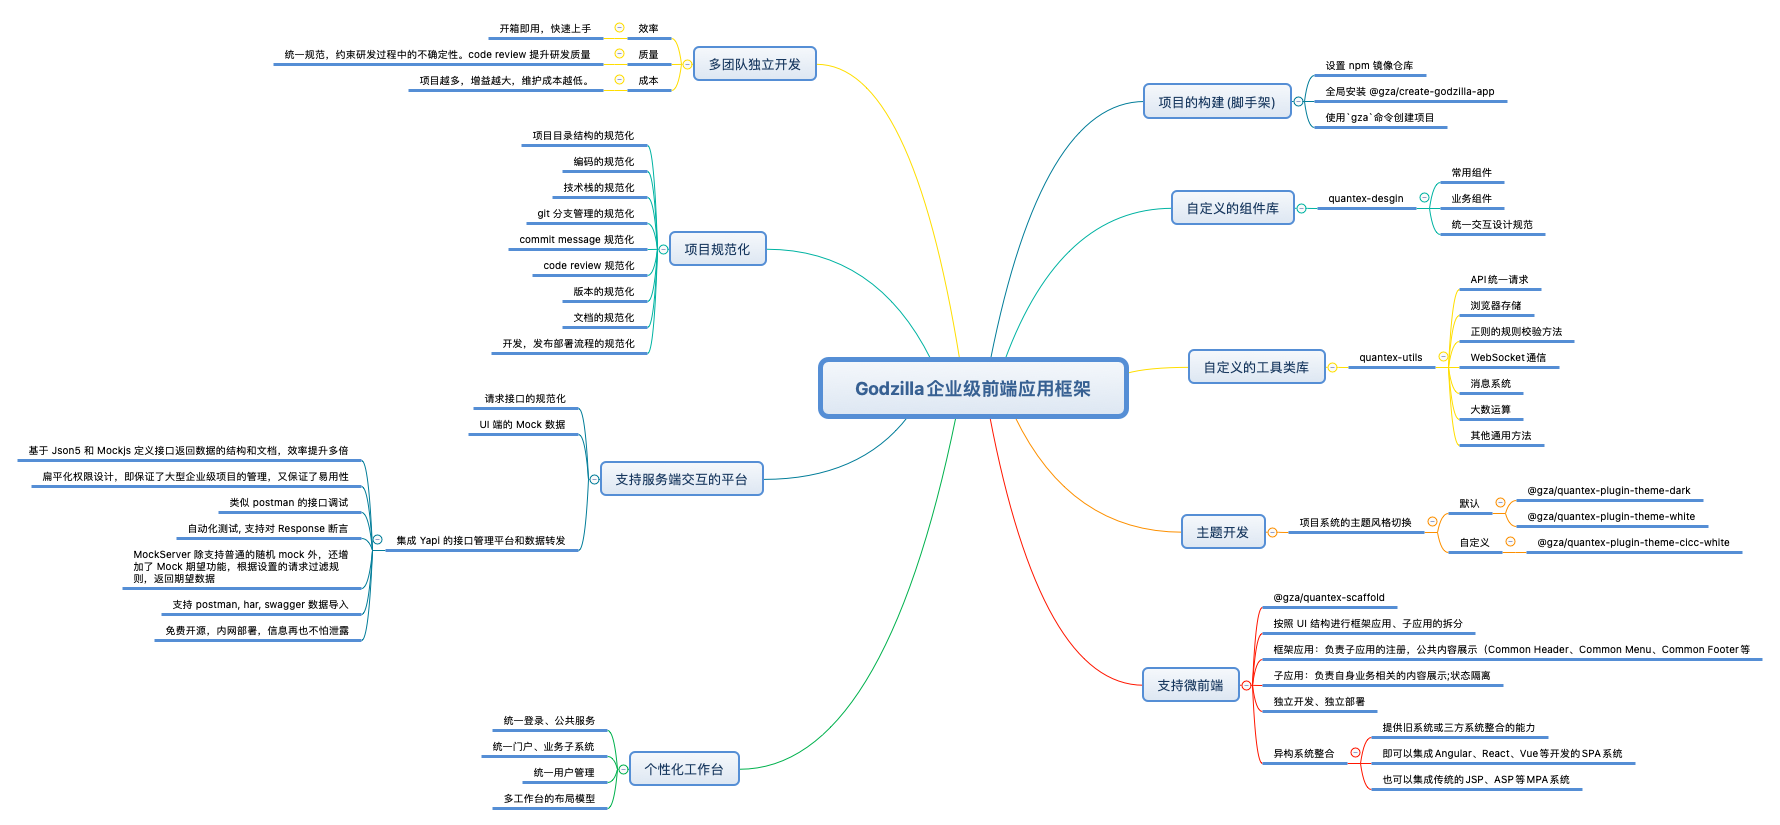 Godzilla企业级前端应用框架
多团队独立开发
效率
开箱即用，快速上手
质量
统一规范，约束研发过程中的不确定性。code review 提升研发质量
成本
项目越多，增益越大，维护成本越低。
项目规范化
项目目录结构的规范化
编码的规范化
技术栈的规范化
git 分支管理的规范化
commit message 规范化
code review 规范化
版本的规范化
文档的规范化
开发，发布部署流程的规范化
支持服务端交互的平台
请求接口的规范化
UI 端的 Mock 数据
集成 Yapi 的接口管理平台和数据转发
基于 Json5 和 Mockjs 定义接口返回数据的结构和文档，效率提升多倍
扁平化权限设计，即保证了大型企业级项目的管理，又保证了易用性
类似 postman 的接口调试
自动化测试, 支持对 Response 断言
MockServer 除支持普通的随机 mock 外，还增
加了 Mock 期望功能，根据设置的请求过滤规
则，返回期望数据
支持 postman, har, swagger 数据导入
免费开源，内网部署，信息再也不怕泄露
个性化工作台
统一登录、公共服务
统一门户、业务子系统
统一用户管理
多工作台的布局模型
项目的构建 (脚手架)
设置 npm 镜像仓库
全局安装 @gza/create-godzilla-app
使用`gza`命令创建项目
自定义的组件库
quantex-desgin
常用组件
业务组件
统一交互设计规范
自定义的工具类库
quantex-utils
API统一请求
浏览器存储
正则的规则校验方法
WebSocket通信
消息系统
大数运算
其他通用方法
主题开发
项目系统的主题风格切换
默认
@gza/quantex-plugin-theme-dark
@gza/quantex-plugin-theme-white
自定义
@gza/quantex-plugin-theme-cicc-white
支持微前端
@gza/quantex-scaffold
按照 UI 结构进行框架应用、子应用的拆分
框架应用：负责子应用的注册，公共内容展示（Common Header、Common Menu、Common Footer等
子应用：负责自身业务相关的内容展示;状态隔离
独立开发、独立部署
异构系统整合
提供旧系统或三方系统整合的能力
即可以集成Angular、React、Vue等开发的SPA系统
也可以集成传统的JSP、ASP等MPA系统